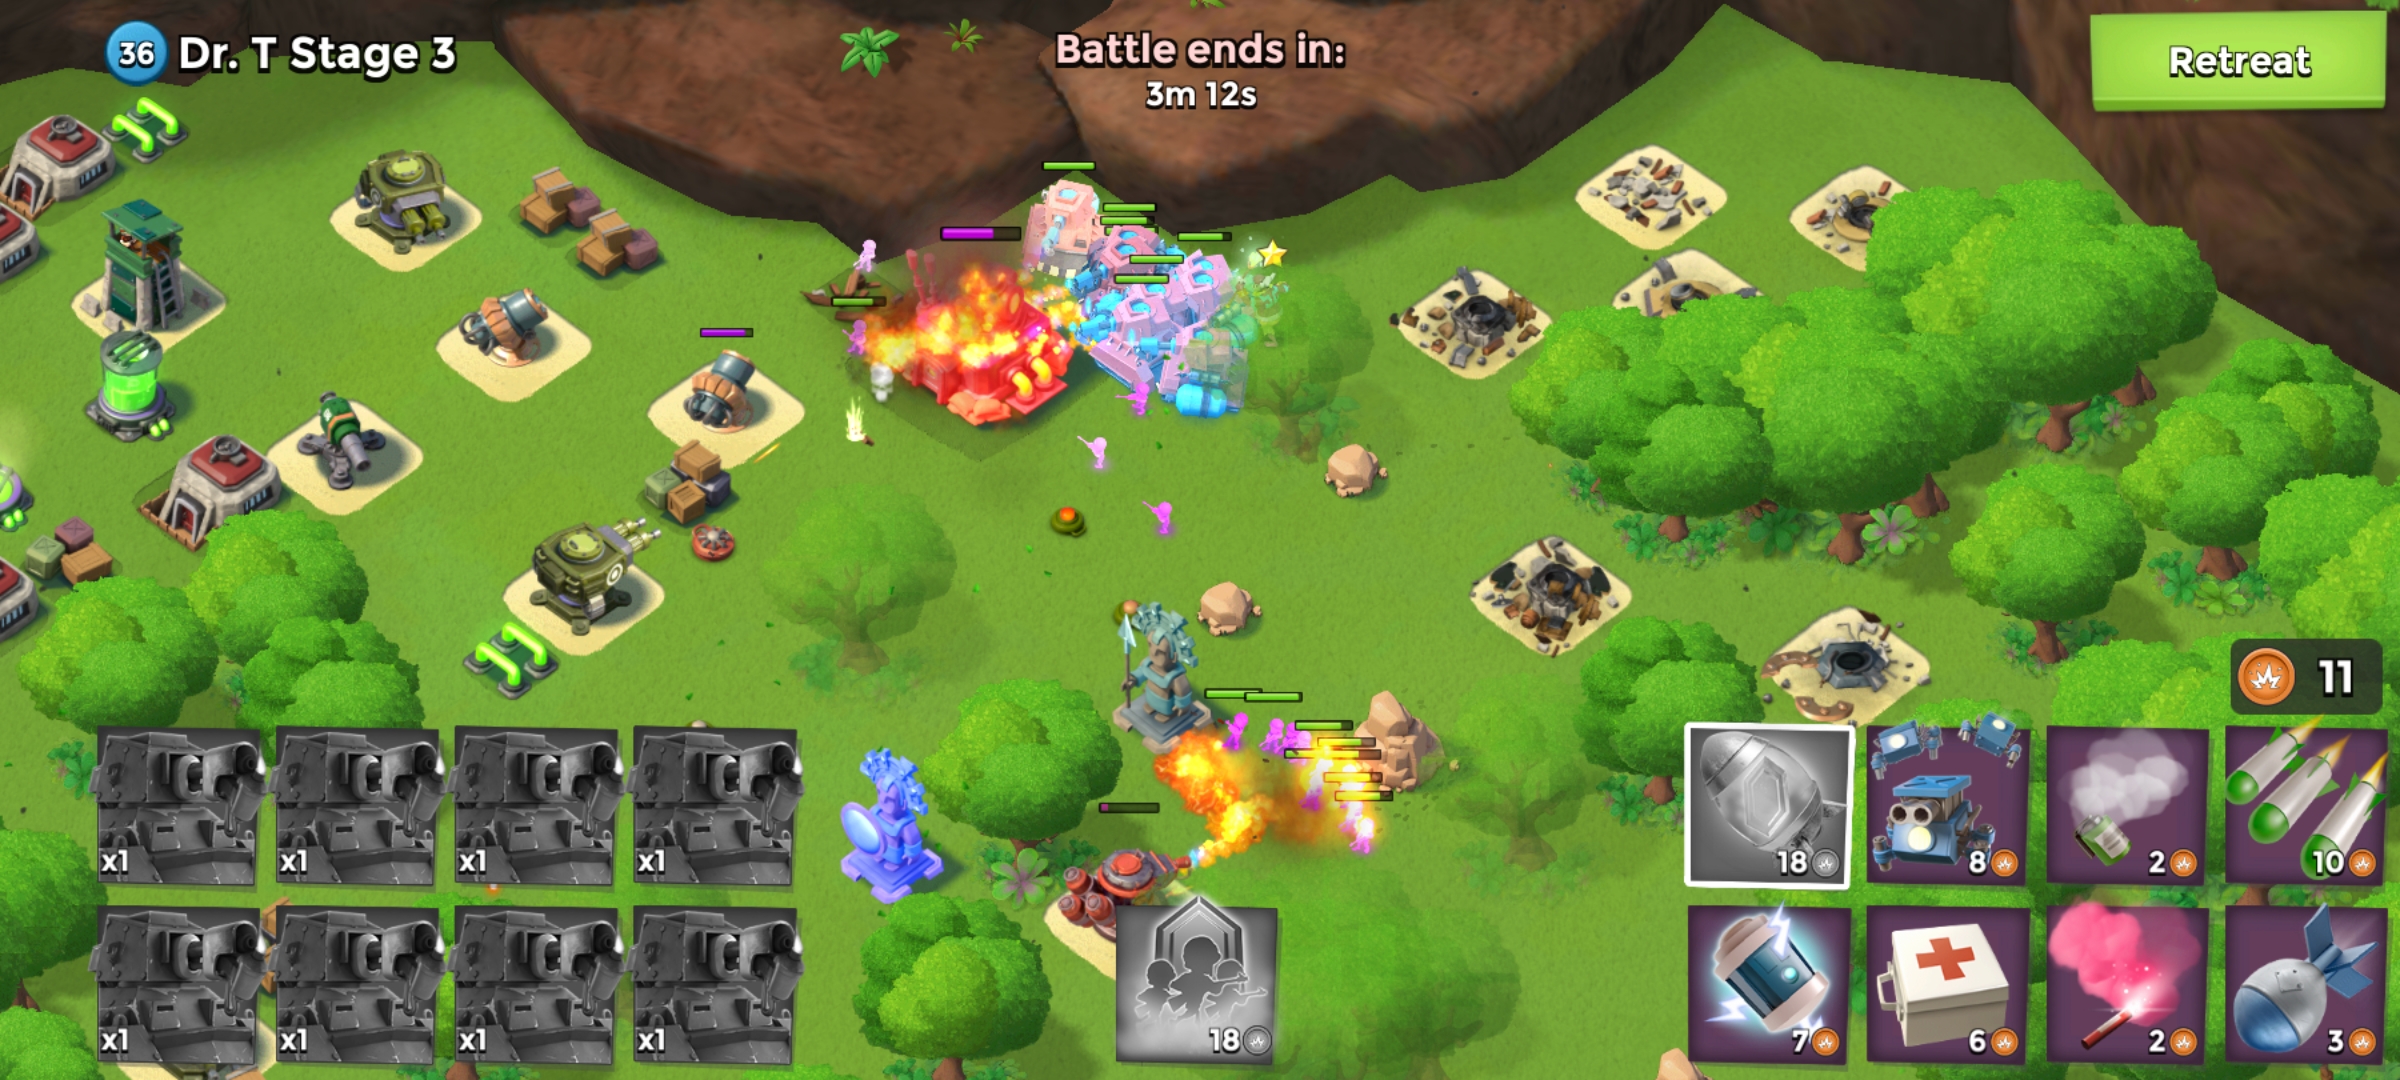 36 Dr. T Stage 3
Battle ends in:
3m 12s
Retreat
11
x1 x1 x1 x1
18 8 2 10
x1 x1 x1 x1
18
7 6 2 3